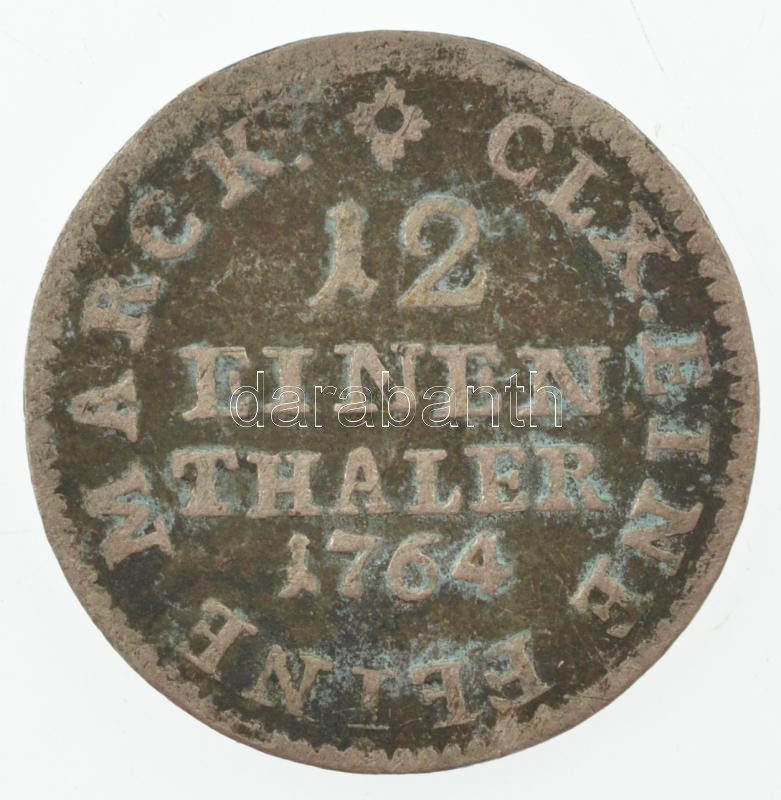 CLX. EINE FEINE MARCK.
12
EINEN
THALER
1764
darabanth